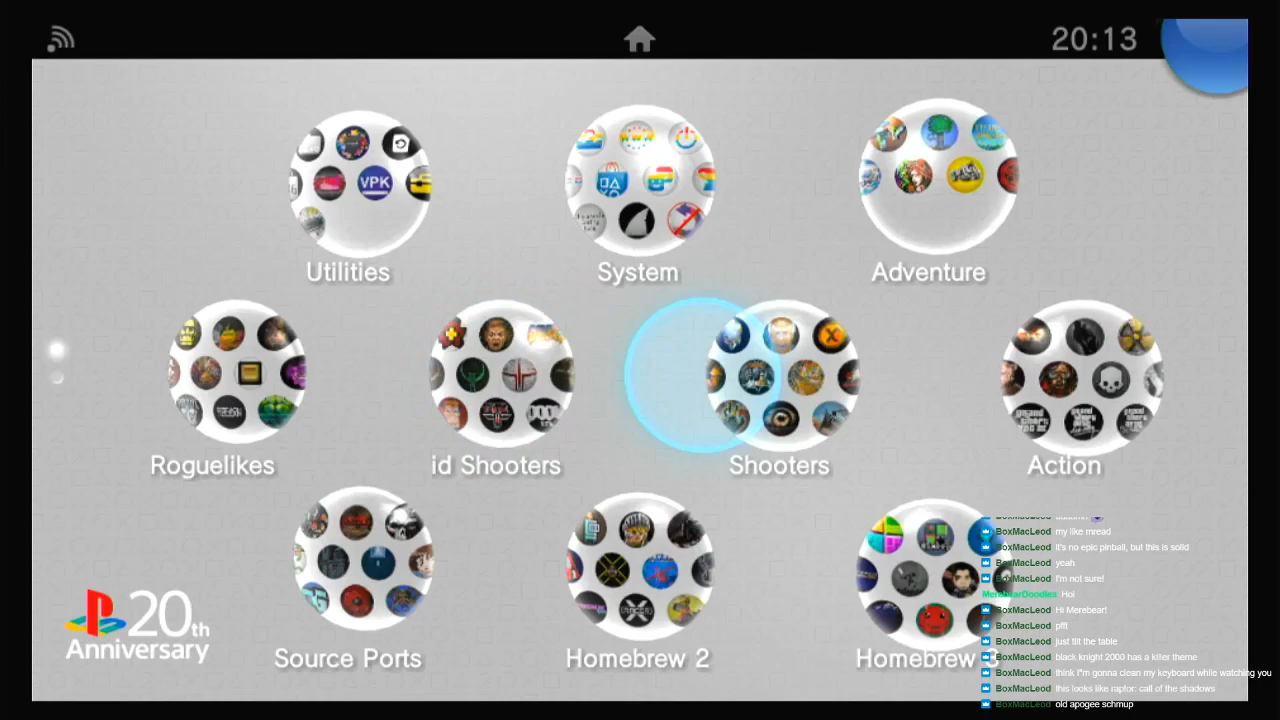 20:13
Utilities
System
Adventure
VPK
WWW
Roguelikes
id Shooters
Shooters
Action
Source Ports
Homebrew 2
Homebrew 3
20th
Anniversary
BoxMacLeod my like mread
BoxMacLeod it's no epic pinball, but this is solid
BoxMacLeod yeah
BoxMacLeod I'm not sure!
MerebearDoodles Hoi
BoxMacLeod Hi Merebear!
BoxMacLeod pfft
BoxMacLeod just tilt the table
BoxMacLeod black knight 2000 has a killer theme
BoxMacLeod think I"m gonna clean my keyboard while watching you
BoxMacLeod this looks like raptor: call of the shadows
BoxMacLeod old apogee schmup